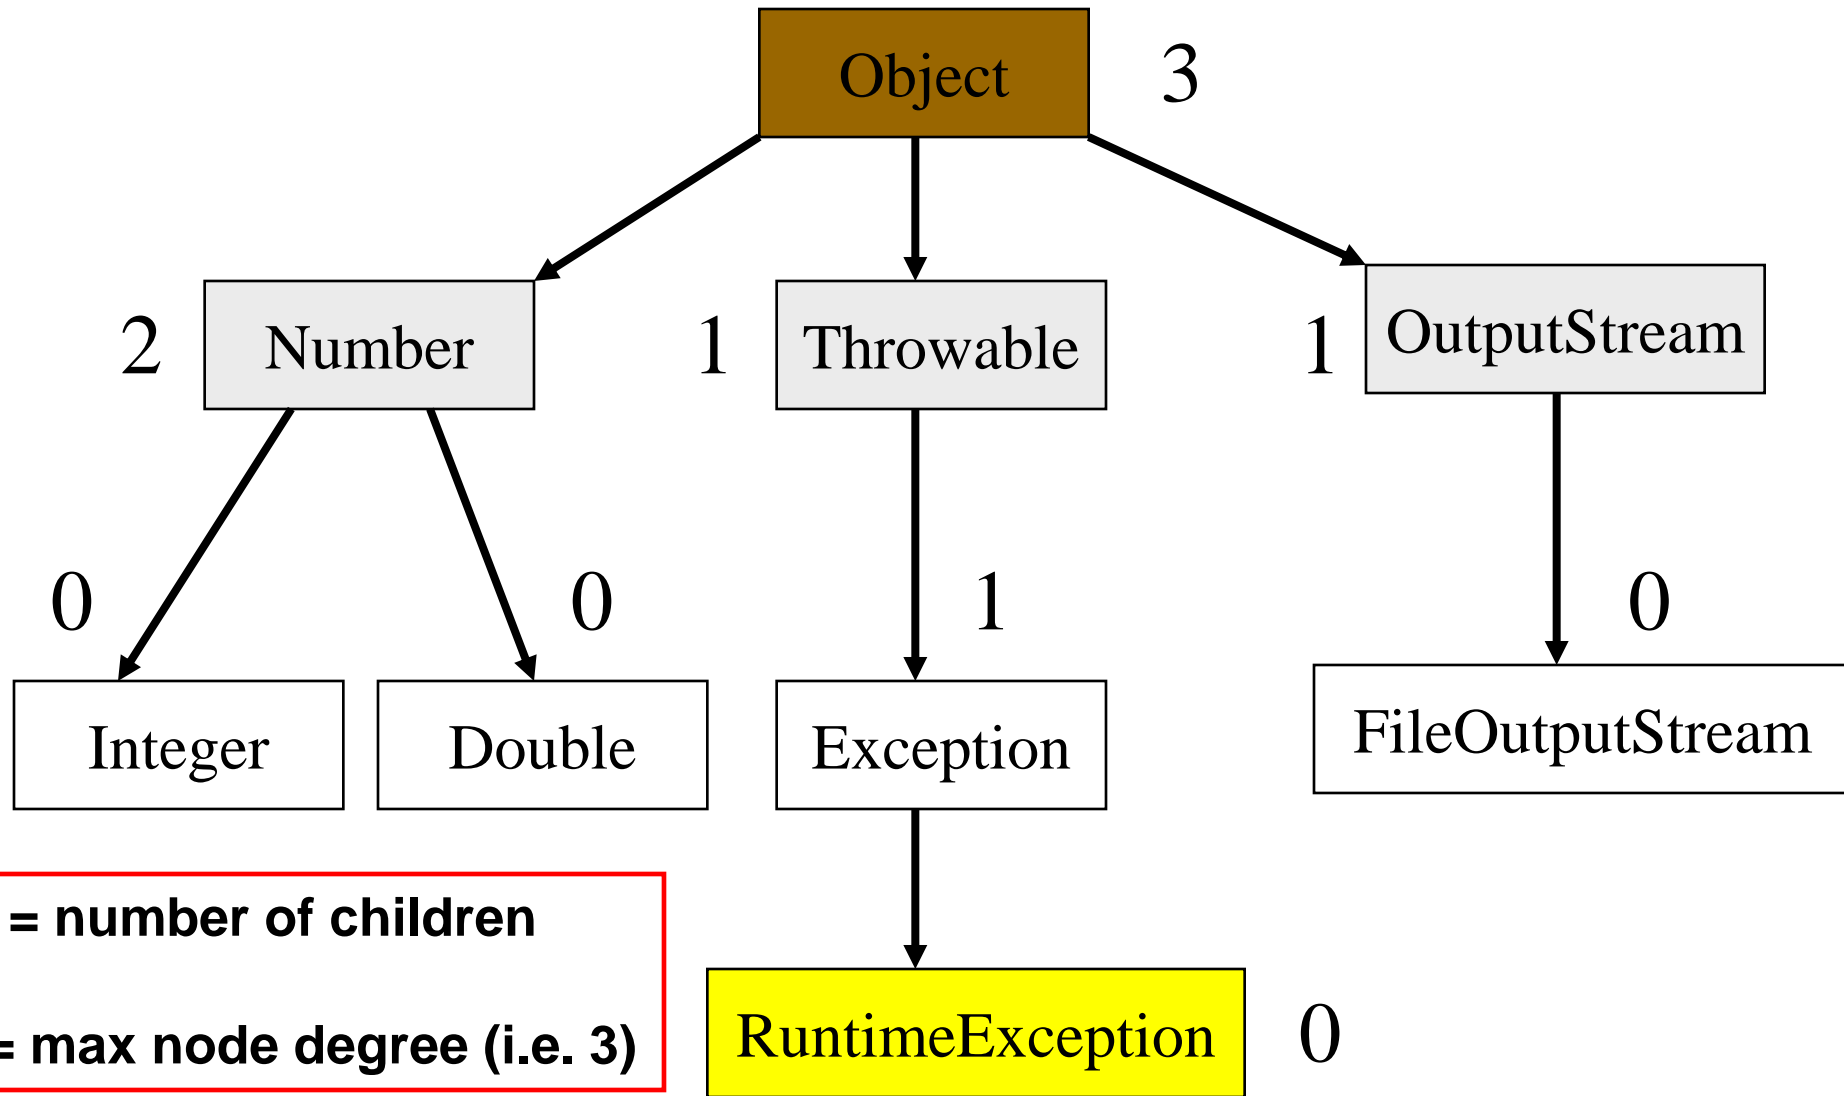 Object 3
2 Number 1 Throwable 1 OutputStream
0 0 1 0
Integer Double Exception FileOutputStream
= number of children
= max node degree (i.e. 3)
RuntimeException 0